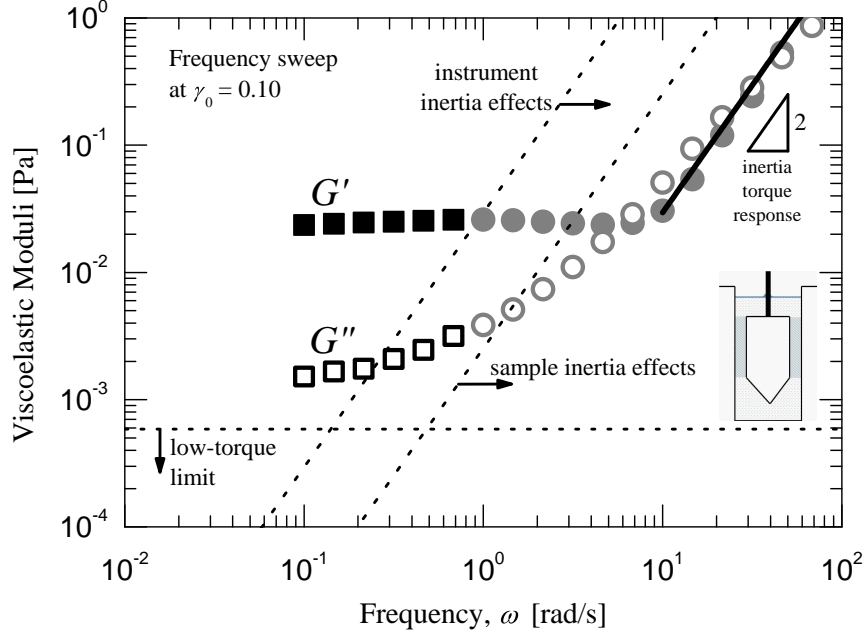 10⁰
10⁻¹
10⁻²
10⁻³
10⁻⁴
Viscoelastic Moduli [Pa]
Frequency sweep
at γ₀ = 0.10
instrument
inertia effects
2
inertia
torque
response
G'
G''
sample inertia effects
low-torque
limit
10⁻²
10⁻¹
10⁰
10¹
10²
Frequency, ω [rad/s]